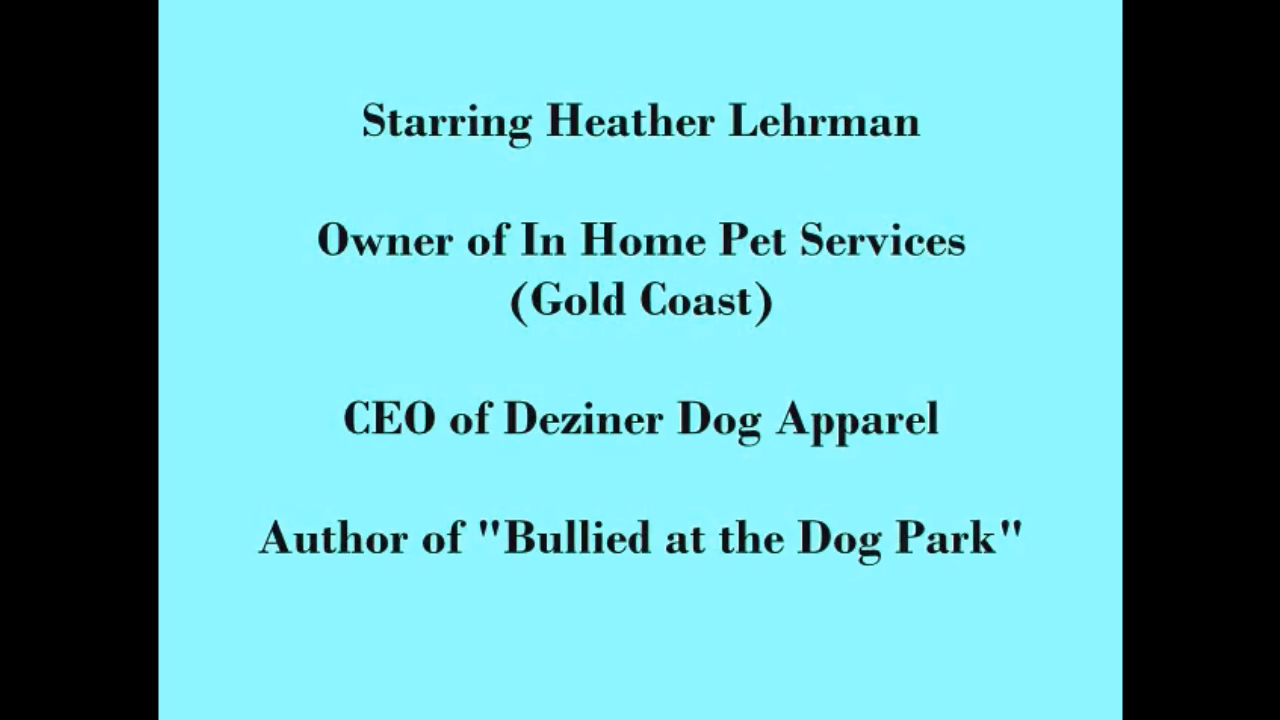 Starring Heather Lehrman
Owner of In Home Pet Services
(Gold Coast)
CEO of Deziner Dog Apparel
Author of "Bullied at the Dog Park"